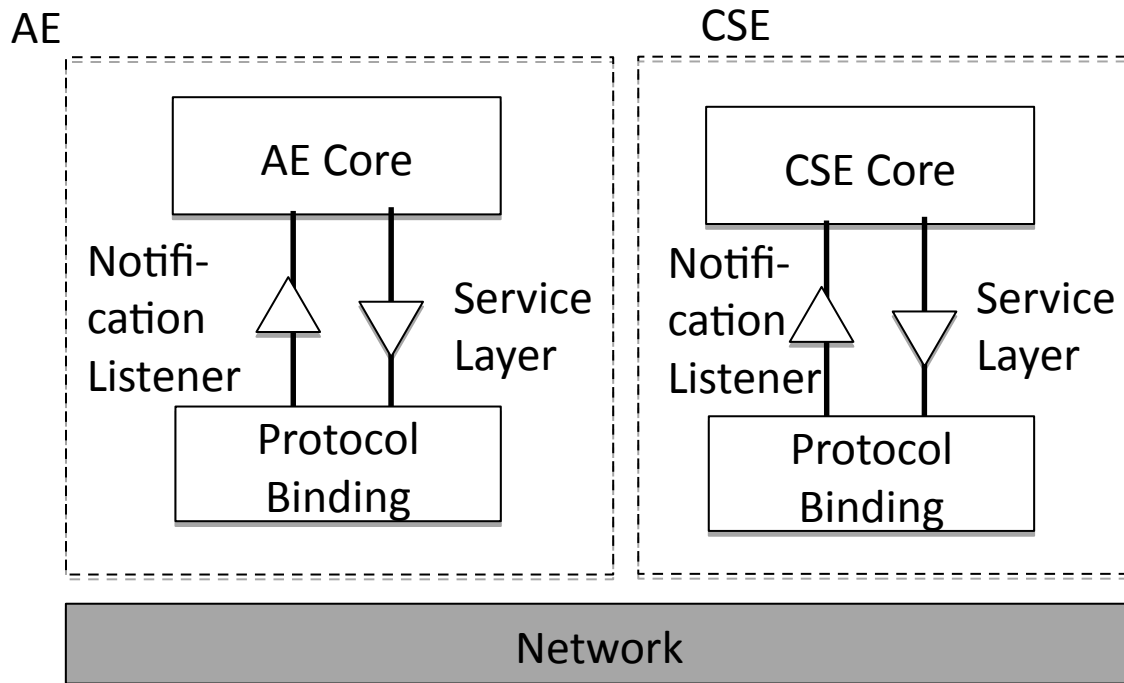 AE
AE Core
Notifi-
cation
Listener
Service
Layer
Protocol
Binding
CSE
CSE Core
Notifi-
cation
Listener
Service
Layer
Protocol
Binding
Network